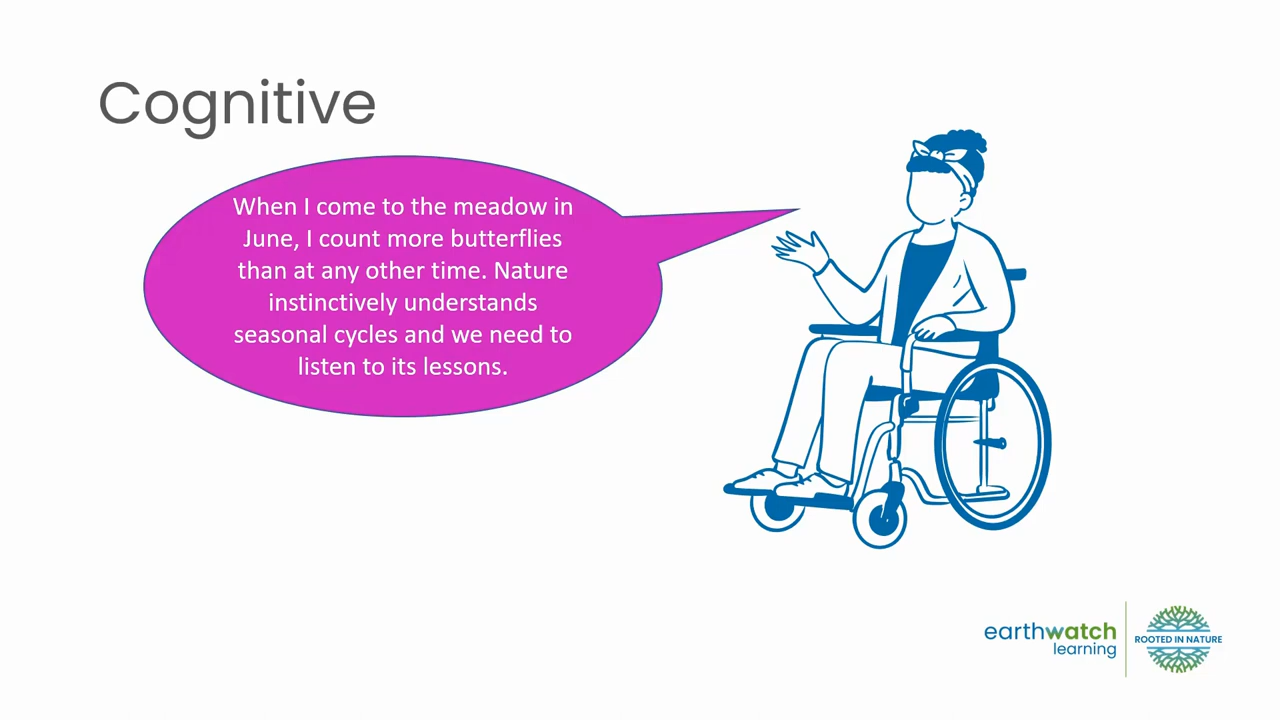 Cognitive
When I come to the meadow in
June, I count more butterflies
than at any other time. Nature
instinctively understands
seasonal cycles and we need to
listen to its lessons.
earthwatch
learning
ROOTED IN NATURE